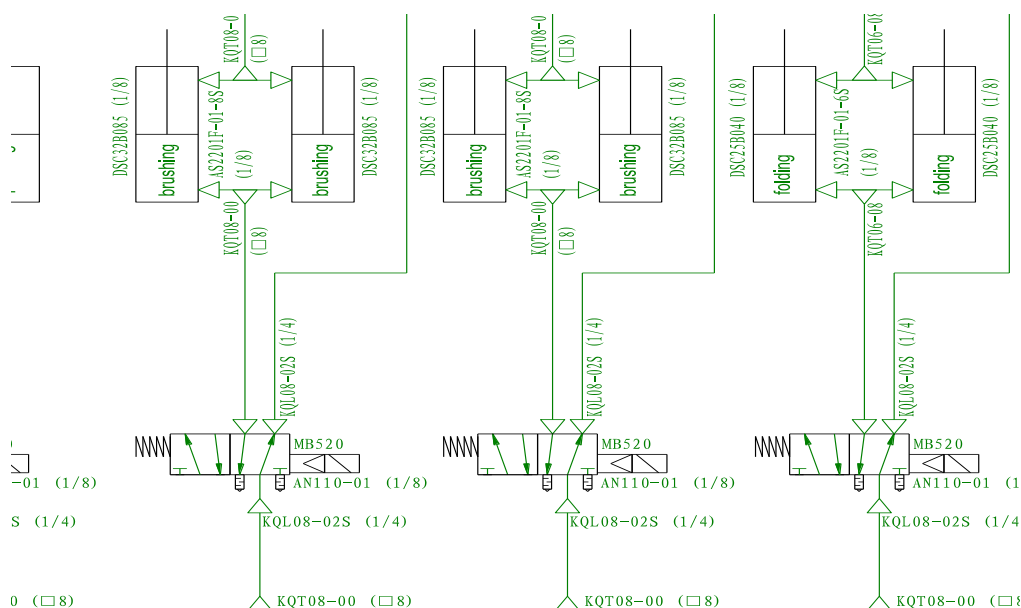 KQT08-0
(□8)
DSC32B085 (1/8)
brushing
AS2201F-01-8S
(1/8)
brushing
DSC32B085 (1/8)
KQT08-00
(□8)
KQL08-02S (1/4)
MB520
AN110-01 (1/8)
KQL08-02S (1/4)
KQT08-00 (□8)
KQT08-0
(□8)
DSC32B085 (1/8)
brushing
AS2201F-01-8S
(1/8)
brushing
DSC32B085 (1/8)
KQT08-00
(□8)
KQL08-02S (1/4)
MB520
AN110-01 (1/8)
KQL08-02S (1/4)
KQT08-00 (□8)
KQT06-08
DSC25B040 (1/8)
folding
AS2201F-01-6S
(1/8)
folding
DSC25B040 (1/8)
KQT06-08
KQL08-02S (1/4)
MB520
AN110-01 (1
KQL08-02S (1/4
KQT08-00 (□8
-01 (1/8)
S (1/4)
0 (□8)